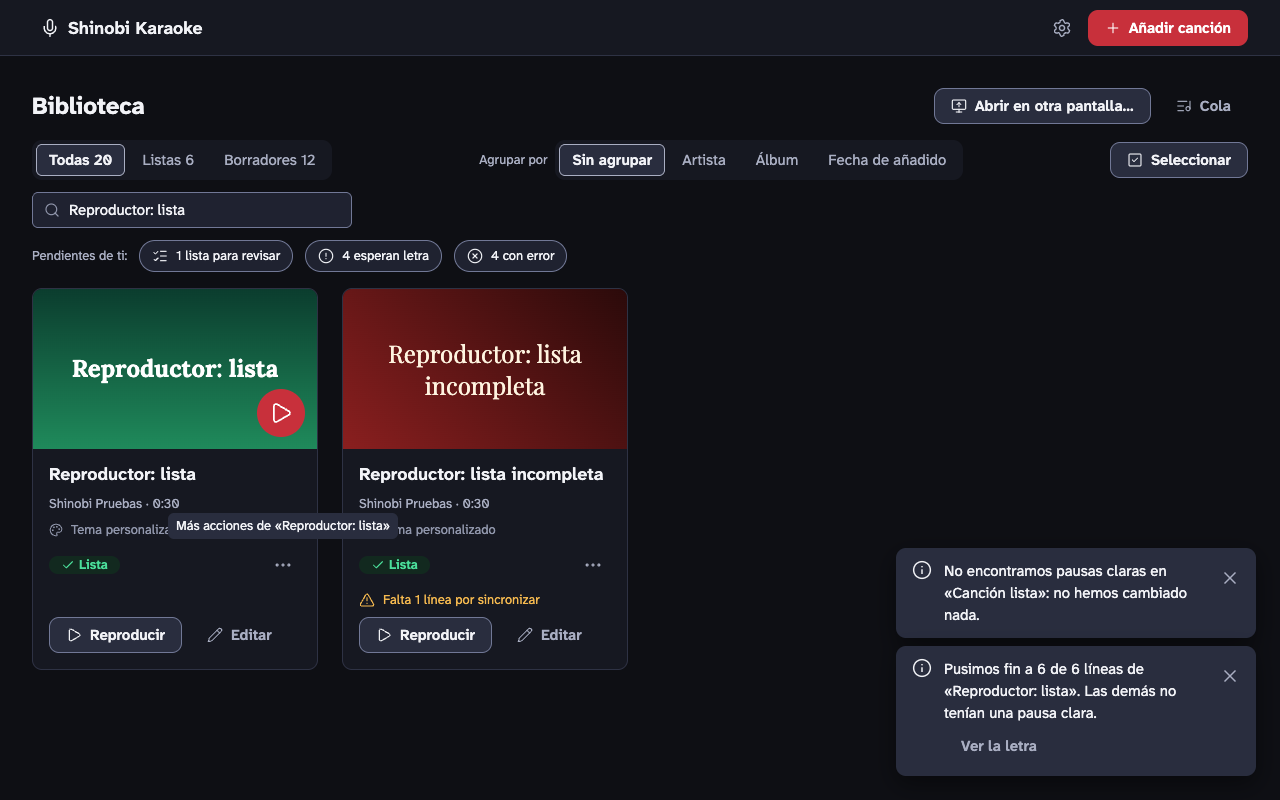 Shinobi Karaoke
Añadir canción
Biblioteca
Abrir en otra pantalla...
Cola
Todas 20
Listas 6
Borradores 12
Agrupar por
Sin agrupar
Artista
Álbum
Fecha de añadido
Seleccionar
Reproductor: lista
Pendientes de ti:
1 lista para revisar
4 esperan letra
4 con error
Reproductor: lista
Reproductor: lista
Shinobi Pruebas · 0:30
Tema personaliza
Más acciones de «Reproductor: lista»
Lista
Reproducir
Editar
Reproductor: lista
incompleta
Reproductor: lista incompleta
Shinobi Pruebas · 0:30
ma personalizado
Lista
Falta 1 línea por sincronizar
Reproducir
Editar
No encontramos pausas claras en
«Canción lista»: no hemos cambiado
nada.
Pusimos fin a 6 de 6 líneas de
«Reproductor: lista». Las demás no
tenían una pausa clara.
Ver la letra